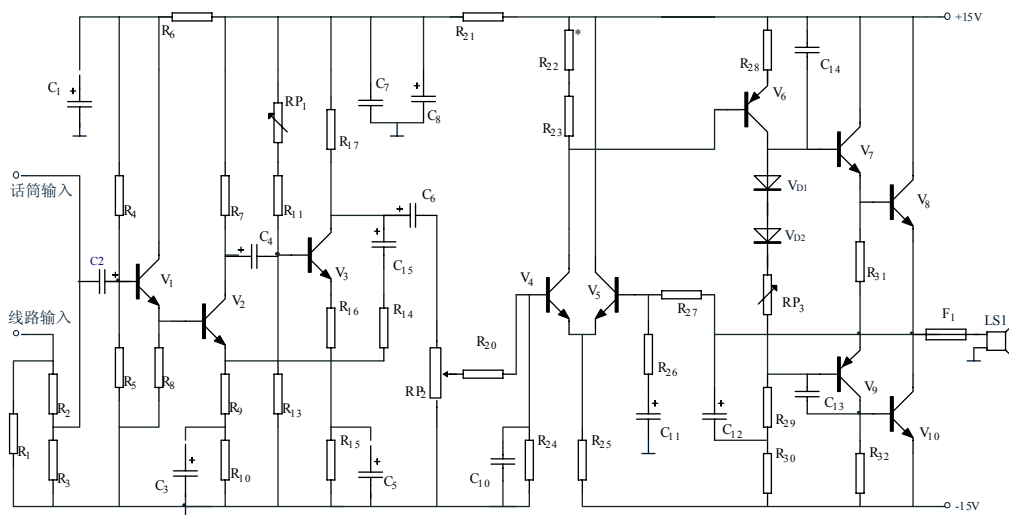 +15V
R6
R21
*
R22
R28
C14
C1
+
RP1
C7
+
C8
V6
R23
R17
V7
话筒输入
C6
+
VD1
R4
R7
R11
C4
+
+
V8
C2
+
V3
C15
VD2
V1
V4
V5
R31
V2
R16
R14
R27
RP3
线路输入
F1
LS1
R20
R5
R8
R26
RP2
V9
R2
R9
R13
+
+
C13
R1
C11
C12
R29
V10
R3
+
R10
R15
+
R24
R25
R30
R32
C3
C5
C10
-15V